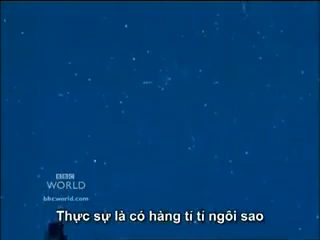 BBC
WORLD
bbcworld.com
Thực sự là có hàng tỉ tỉ ngôi sao